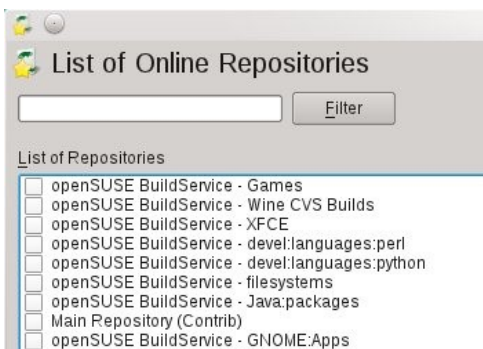 List of Online Repositories
Filter
List of Repositories
openSUSE BuildService - Games
openSUSE BuildService - Wine CVS Builds
openSUSE BuildService - XFCE
openSUSE BuildService - devel:languages:perl
openSUSE BuildService - devel:languages:python
openSUSE BuildService - filesystems
openSUSE BuildService - Java:packages
Main Repository (Contrib)
openSUSE BuildService - GNOME:Apps